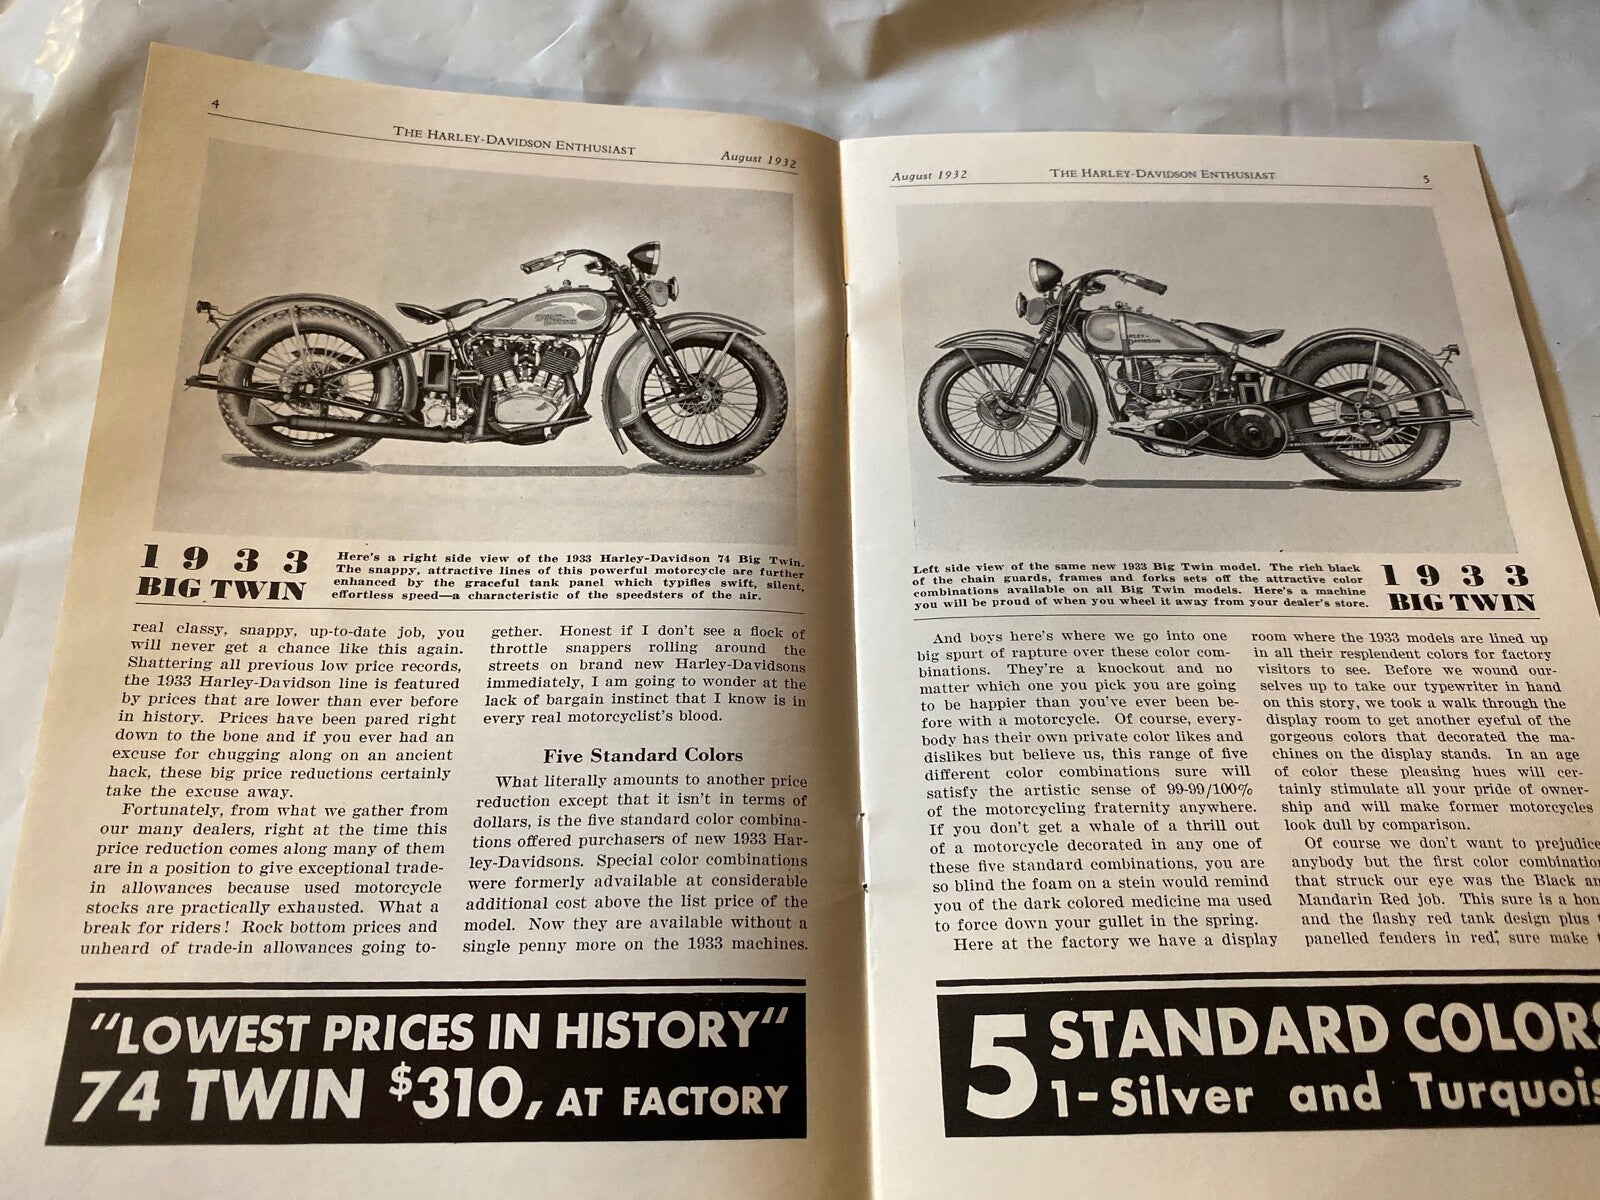 4
THE HARLEY-DAVIDSON ENTHUSIAST
August 1932
HARLEY-
DAVIDSON
1933
BIG TWIN
Here's a right side view of the 1933 Harley-Davidson 74 Big Twin.
The snappy, attractive lines of this powerful motorcycle are further
enhanced by the graceful tank panel which typifies swift, silent,
effortless speed—a characteristic of the speedsters of the air.
real classy, snappy, up-to-date job, you
will never get a chance like this again.
Shattering all previous low price records,
the 1933 Harley-Davidson line is featured
by prices that are lower than ever before
in history. Prices have been pared right
down to the bone and if you ever had an
excuse for chugging along on an ancient
hack, these big price reductions certainly
take the excuse away.
Fortunately, from what we gather from
our many dealers, right at the time this
price reduction comes along many of them
are in a position to give exceptional trade-
in allowances because used motorcycle
stocks are practically exhausted. What a
break for riders! Rock bottom prices and
unheard of trade-in allowances going to-
gether. Honest if I don't see a flock of
throttle snappers rolling around the
streets on brand new Harley-Davidsons
immediately, I am going to wonder at the
lack of bargain instinct that I know is in
every real motorcyclist's blood.
Five Standard Colors
What literally amounts to another price
reduction except that it isn't in terms of
dollars, is the five standard color combina-
tions offered purchasers of new 1933 Har-
ley-Davidsons. Special color combinations
were formerly advailable at considerable
additional cost above the list price of the
model. Now they are available without a
single penny more on the 1933 machines.
"LOWEST PRICES IN HISTORY"
74 TWIN $310, AT FACTORY
August 1932
THE HARLEY-DAVIDSON ENTHUSIAST
5
RLEY-
DAVIDSON
Left side view of the same new 1933 Big Twin model. The rich black
of the chain guards, frames and forks sets off the attractive color
combinations available on all Big Twin models. Here's a machine
you will be proud of when you wheel it away from your dealer's store.
1933
BIG TWIN
And boys here's where we go into one
big spurt of rapture over these color com-
binations. They're a knockout and no
matter which one you pick you are going
to be happier than you've ever been be-
fore with a motorcycle. Of course, every-
body has their own private color likes and
dislikes but believe us, this range of five
different color combinations sure will
satisfy the artistic sense of 99-99/100%
of the motorcycling fraternity anywhere.
If you don't get a whale of a thrill out
of a motorcycle decorated in any one of
these five standard combinations, you are
so blind the foam on a stein would remind
you of the dark colored medicine ma used
to force down your gullet in the spring.
Here at the factory we have a display
room where the 1933 models are lined up
in all their resplendent colors for factory
visitors to see. Before we wound our-
selves up to take our typewriter in hand
on this story, we took a walk through the
display room to get another eyeful of the
gorgeous colors that decorated the ma-
chines on the display stands. In an age
of color these pleasing hues will cer-
tainly stimulate all your pride of owner-
ship and will make former motorcycles
look dull by comparison.
Of course we don't want to prejudice
anybody but the first color combination
that struck our eye was the Black an
Mandarin Red job. This sure is a hon
and the flashy red tank design plus
panelled fenders in red, sure make
5 STANDARD COLORS
1-Silver and Turquois